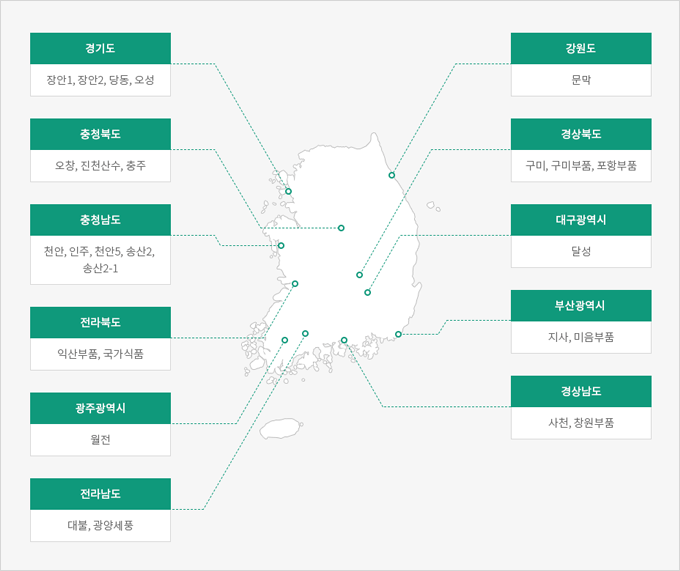 경기도
장안1, 장안2, 당동, 오성
충청북도
오창, 진천산수, 충주
충청남도
천안, 인주, 천안5, 송산2,
송산2-1
전라북도
익산부품, 국가식품
광주광역시
월전
전라남도
대불, 광양세풍
강원도
문막
경상북도
구미, 구미부품, 포항부품
대구광역시
달성
부산광역시
지사, 미음부품
경상남도
사천, 창원부품